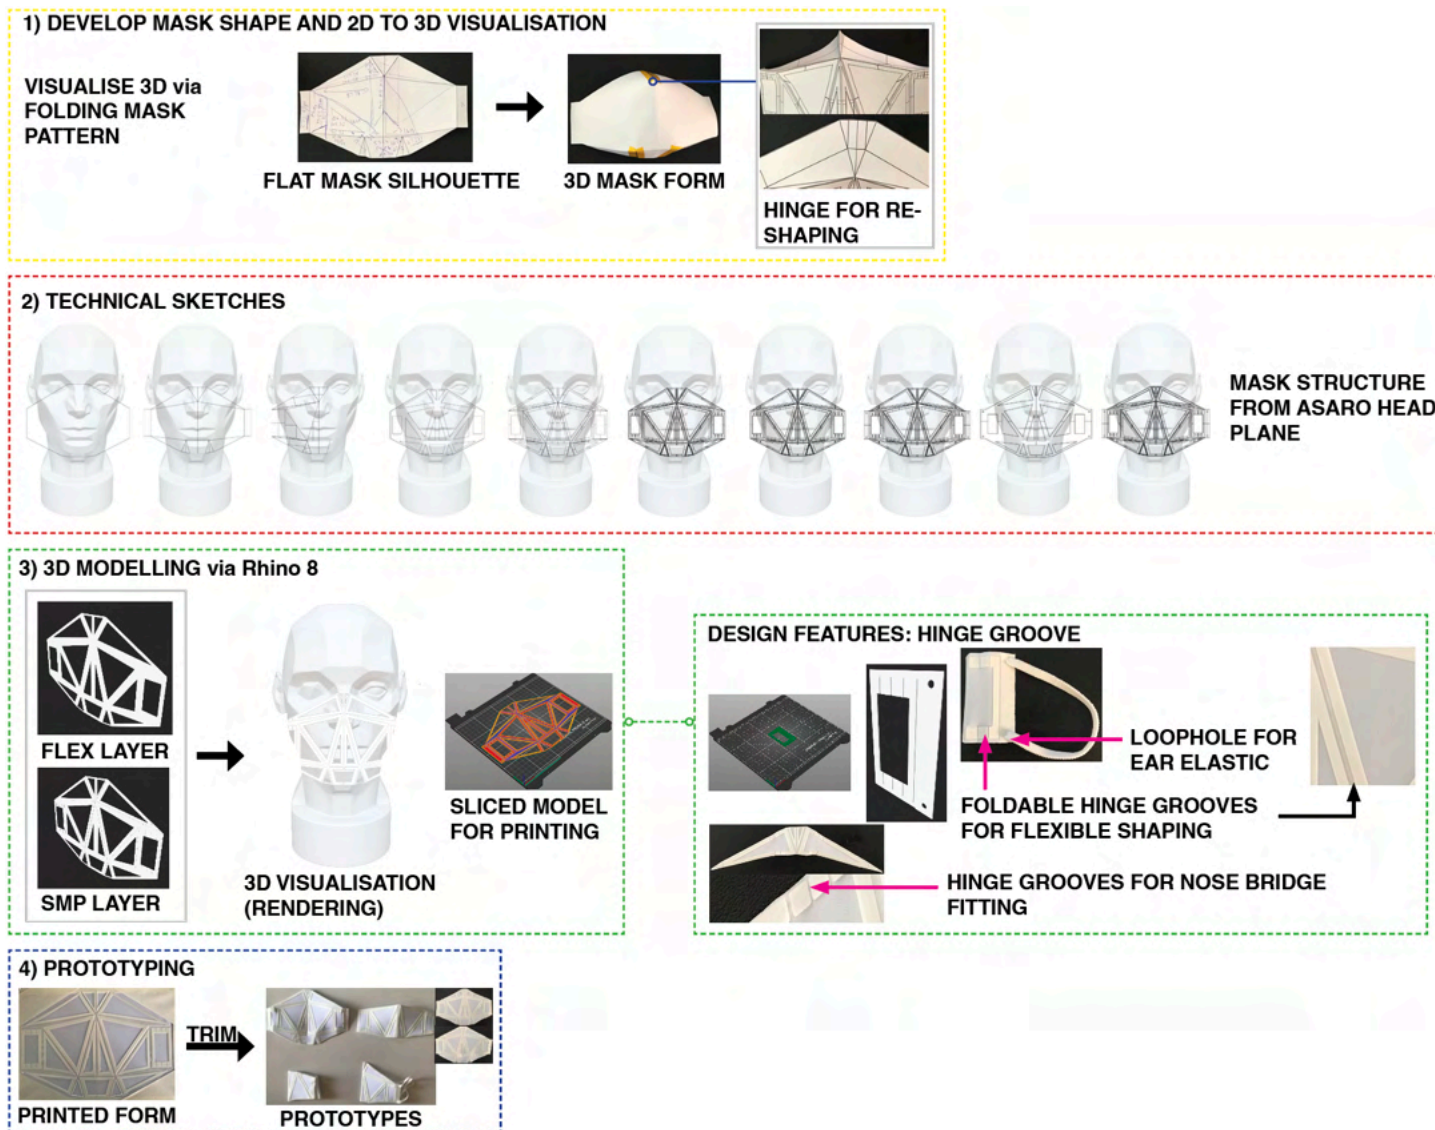 1) DEVELOP MASK SHAPE AND 2D TO 3D VISUALISATION
VISUALISE 3D via
FOLDING MASK
PATTERN
FLAT MASK SILHOUETTE
3D MASK FORM
HINGE FOR RE-
SHAPING
2) TECHNICAL SKETCHES
MASK STRUCTURE
FROM ASARO HEAD
PLANE
3) 3D MODELLING via Rhino 8
FLEX LAYER
SMP LAYER
3D VISUALISATION
(RENDERING)
SLICED MODEL
FOR PRINTING
DESIGN FEATURES: HINGE GROOVE
LOOPHOLE FOR
EAR ELASTIC
FOLDABLE HINGE GROOVES
FOR FLEXIBLE SHAPING
HINGE GROOVES FOR NOSE BRIDGE
FITTING
4) PROTOTYPING
TRIM
PRINTED FORM
PROTOTYPES